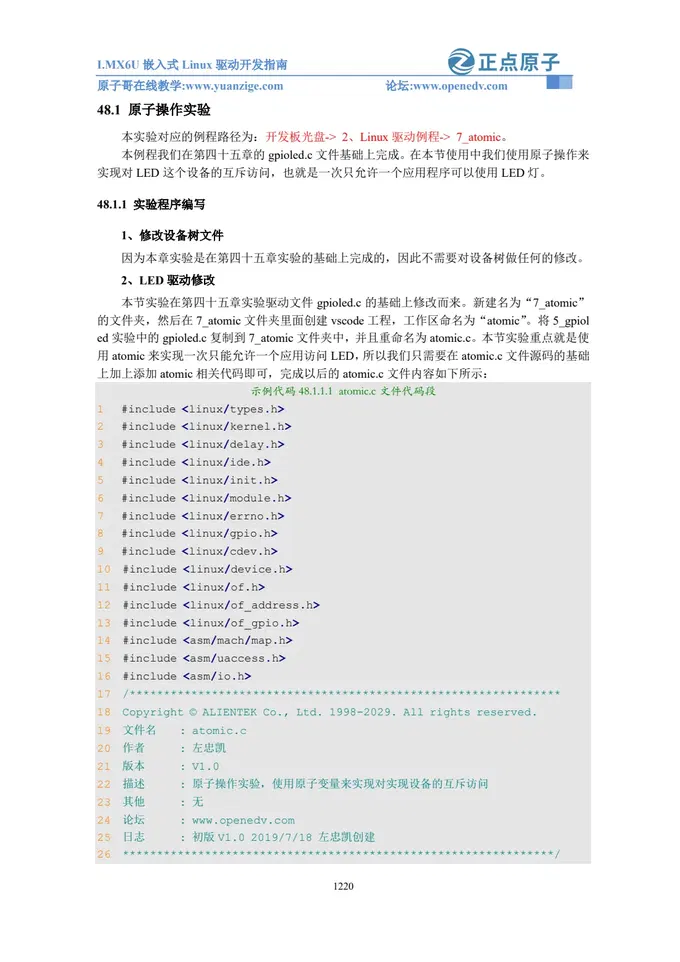 I.MX6U 嵌入式 Linux 驱动开发指南
正点原子
原子哥在线教学:www.yuanzige.com 论坛:www.openedv.com
48.1 原子操作实验
本实验对应的例程路径为：开发板光盘-> 2、Linux 驱动例程-> 7_atomic。
本例程我们在第四十五章的 gpioled.c 文件基础上完成。在本节使用中我们使用原子操作来
实现对 LED 这个设备的互斥访问，也就是一次只允许一个应用程序可以使用 LED 灯。
48.1.1 实验程序编写
1、修改设备树文件
因为本章实验是在第四十五章实验的基础上完成的，因此不需要对设备树做任何的修改。
2、LED 驱动修改
本节实验在第四十五章实验驱动文件 gpioled.c 的基础上修改而来。新建名为“7_atomic”
的文件夹，然后在 7_atomic 文件夹里面创建 vscode 工程，工作区命名为“atomic”。将 5_gpiol
ed 实验中的 gpioled.c 复制到 7_atomic 文件夹中，并且重命名为 atomic.c。本节实验重点就是使
用 atomic 来实现一次只能允许一个应用访问 LED，所以我们只需要在 atomic.c 文件源码的基础
上加上添加 atomic 相关代码即可，完成以后的 atomic.c 文件内容如下所示：
示例代码 48.1.1.1 atomic.c 文件代码段
1 #include <linux/types.h>
2 #include <linux/kernel.h>
3 #include <linux/delay.h>
4 #include <linux/ide.h>
5 #include <linux/init.h>
6 #include <linux/module.h>
7 #include <linux/errno.h>
8 #include <linux/gpio.h>
9 #include <linux/cdev.h>
10 #include <linux/device.h>
11 #include <linux/of.h>
12 #include <linux/of_address.h>
13 #include <linux/of_gpio.h>
14 #include <asm/mach/map.h>
15 #include <asm/uaccess.h>
16 #include <asm/io.h>
17 /***************************************************************
18 Copyright © ALIENTEK Co., Ltd. 1998-2029. All rights reserved.
19 文件名 : atomic.c
20 作者 : 左忠凯
21 版本 : V1.0
22 描述 : 原子操作实验，使用原子变量来实现对实现设备的互斥访问
23 其他 : 无
24 论坛 : www.openedv.com
25 日志 : 初版 V1.0 2019/7/18 左忠凯创建
26 ***************************************************************/
1220